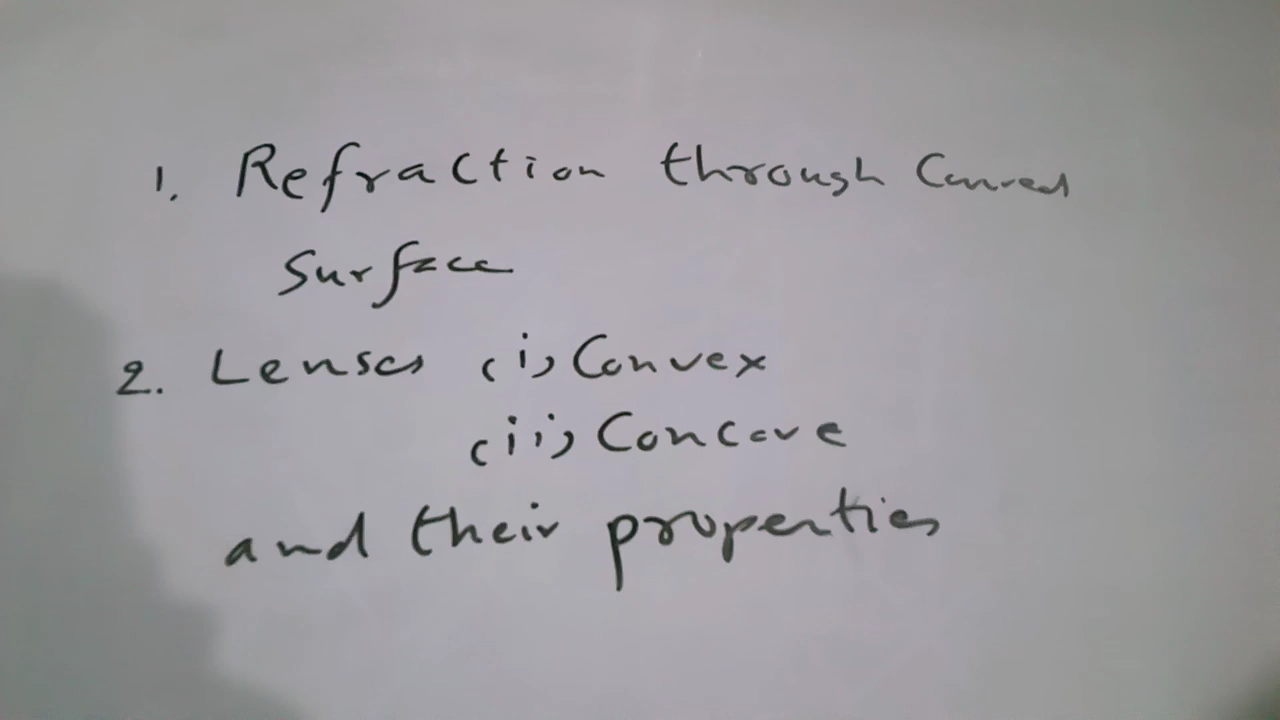 1. Refraction through Curved
Surface
2. Lenses (i) Convex
(ii) Concave
and their properties